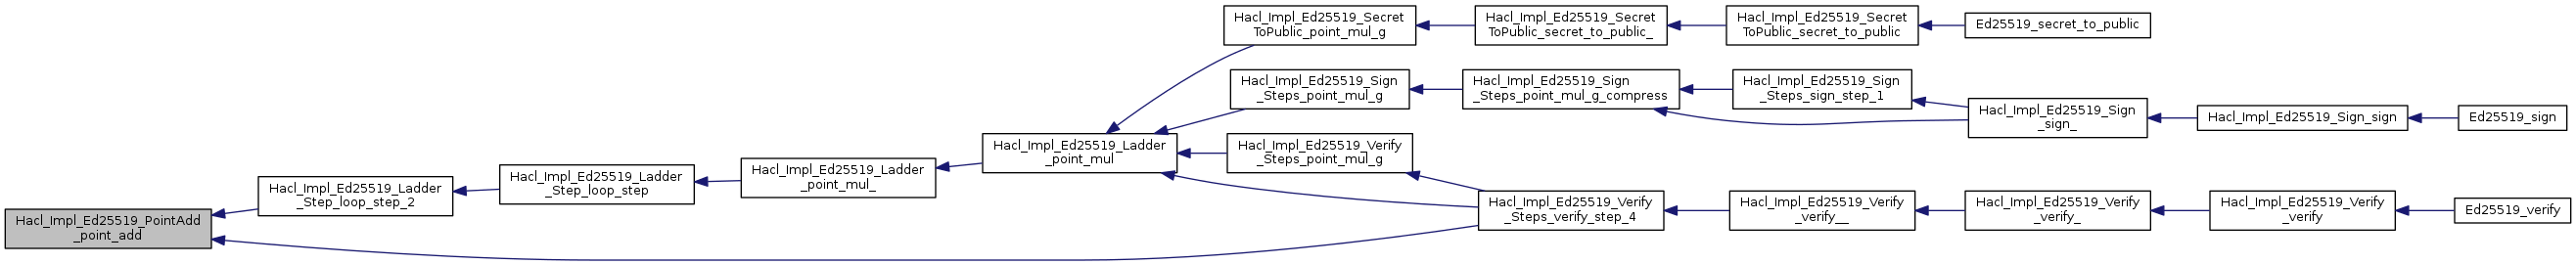 Hacl_Impl_Ed25519_PointAdd
_point_add
Hacl_Impl_Ed25519_Ladder
_Step_loop_step_2
Hacl_Impl_Ed25519_Ladder
_Step_loop_step
Hacl_Impl_Ed25519_Ladder
_point_mul_
Hacl_Impl_Ed25519_Ladder
_point_mul
Hacl_Impl_Ed25519_Secret
ToPublic_point_mul_g
Hacl_Impl_Ed25519_Secret
ToPublic_secret_to_public_
Hacl_Impl_Ed25519_Secret
ToPublic_secret_to_public
Ed25519_secret_to_public
Hacl_Impl_Ed25519_Sign
_Steps_point_mul_g
Hacl_Impl_Ed25519_Sign
_Steps_point_mul_g_compress
Hacl_Impl_Ed25519_Sign
_Steps_sign_step_1
Hacl_Impl_Ed25519_Sign
_sign_
Hacl_Impl_Ed25519_Sign_sign
Ed25519_sign
Hacl_Impl_Ed25519_Verify
_Steps_point_mul_g
Hacl_Impl_Ed25519_Verify
_Steps_verify_step_4
Hacl_Impl_Ed25519_Verify
_verify__
Hacl_Impl_Ed25519_Verify
_verify_
Hacl_Impl_Ed25519_Verify
_verify
Ed25519_verify